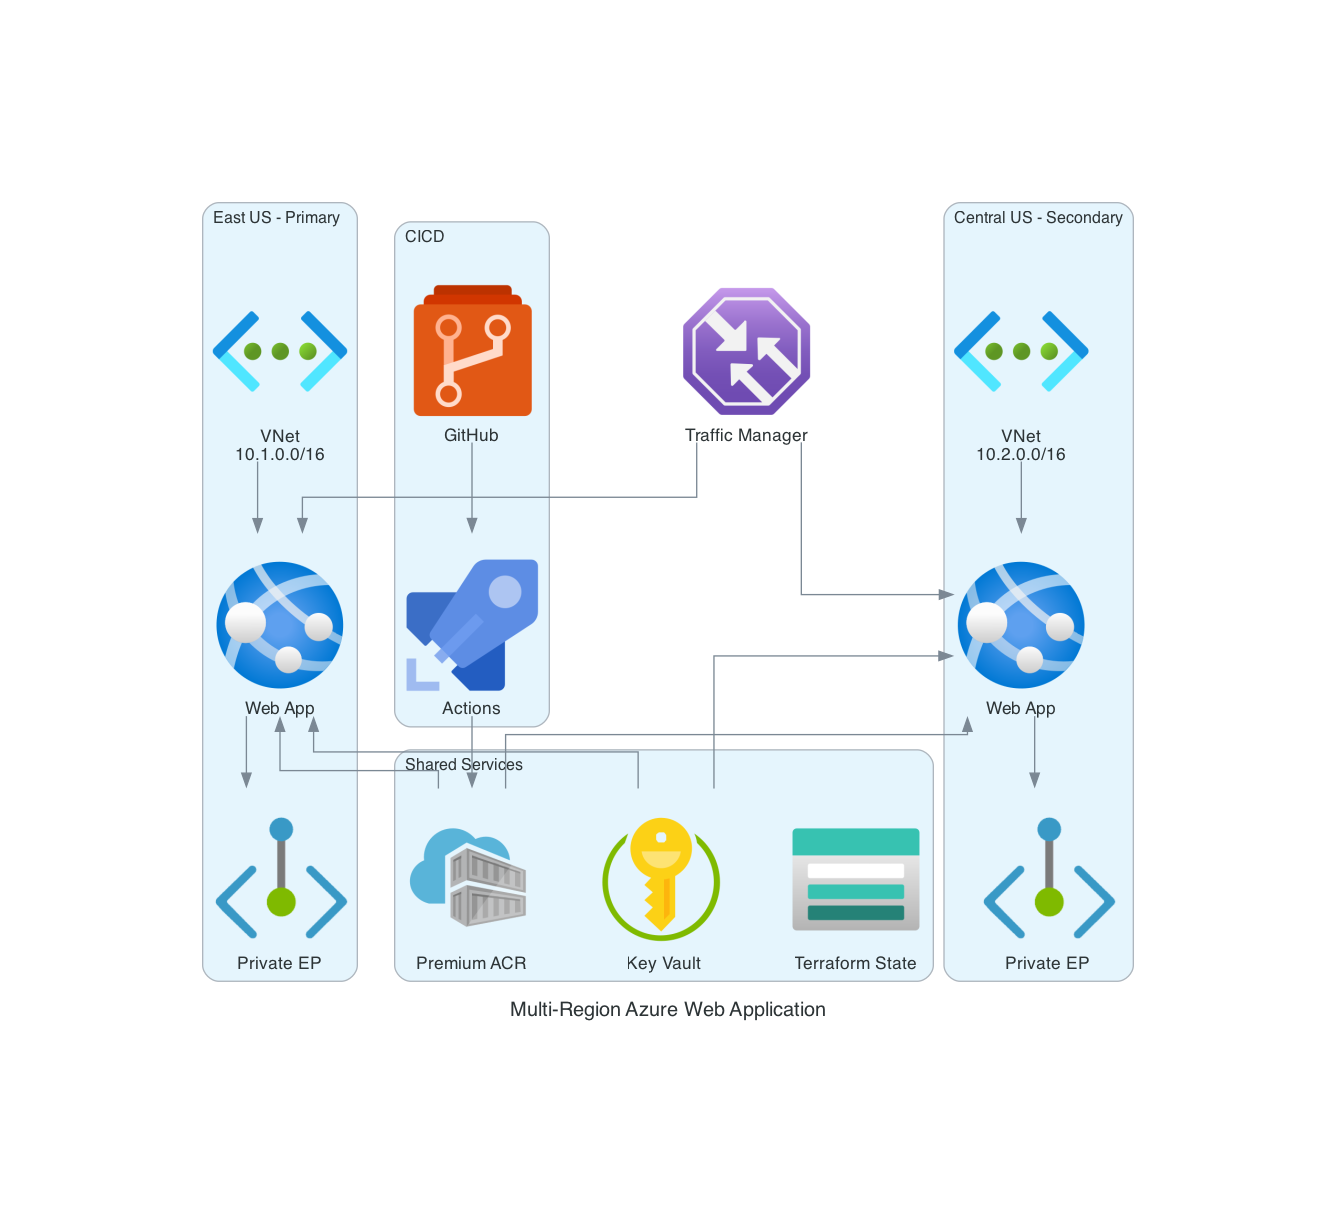 East US - Primary
CICD
Central US - Secondary
VNet
10.1.0.0/16
GitHub
Traffic Manager
VNet
10.2.0.0/16
Web App
Actions
Web App
Shared Services
Private EP
Premium ACR
Key Vault
Terraform State
Private EP
Multi-Region Azure Web Application